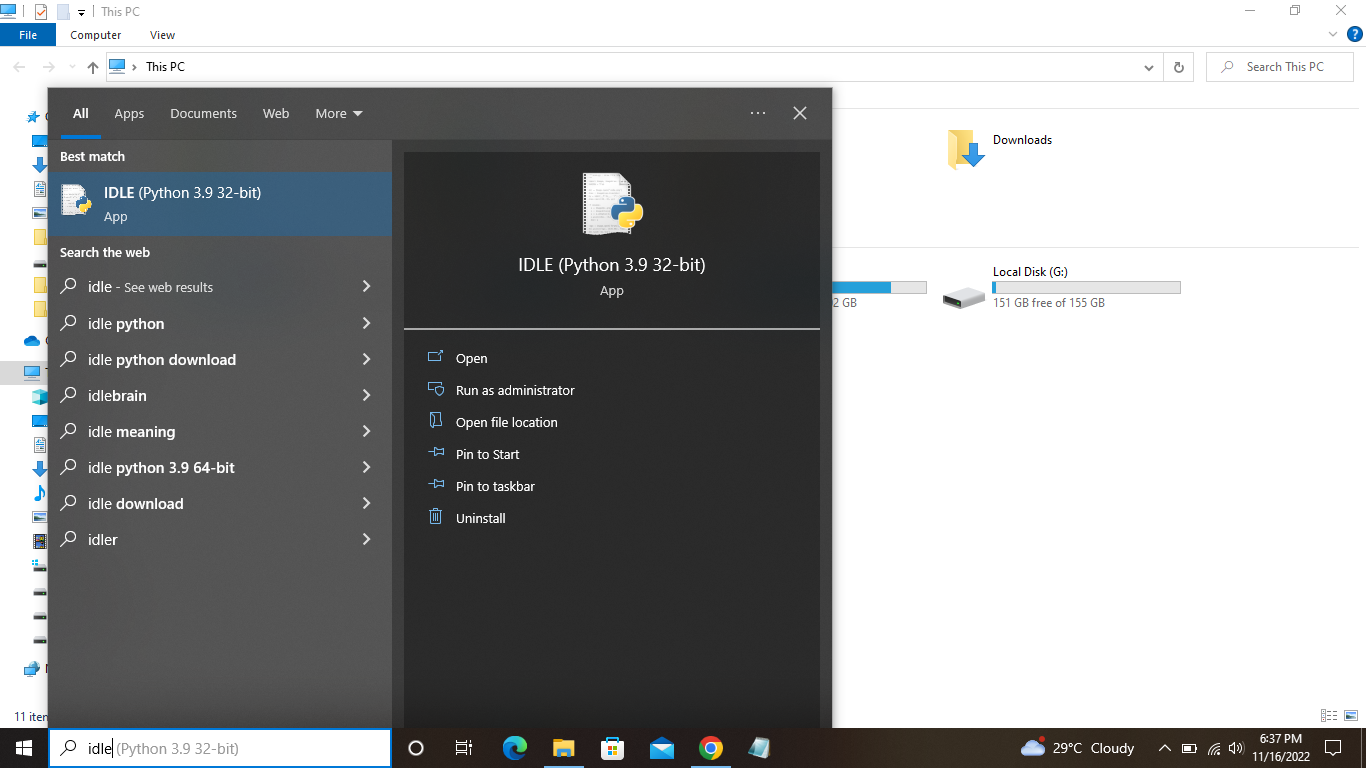 This PC
File
Computer
View
This PC
Search This PC
All
Apps
Documents
Web
More
Best match
IDLE (Python 3.9 32-bit)
App
Search the web
idle - See web results
idle python
idle python download
idlebrain
idle meaning
idle python 3.9 64-bit
idle download
idler
IDLE (Python 3.9 32-bit)
App
Open
Run as administrator
Open file location
Pin to Start
Pin to taskbar
Uninstall
Downloads
Local Disk (G:)
2 GB
151 GB free of 155 GB
11
idle (Python 3.9 32-bit)
29°C Cloudy
6:37 PM
11/16/2022